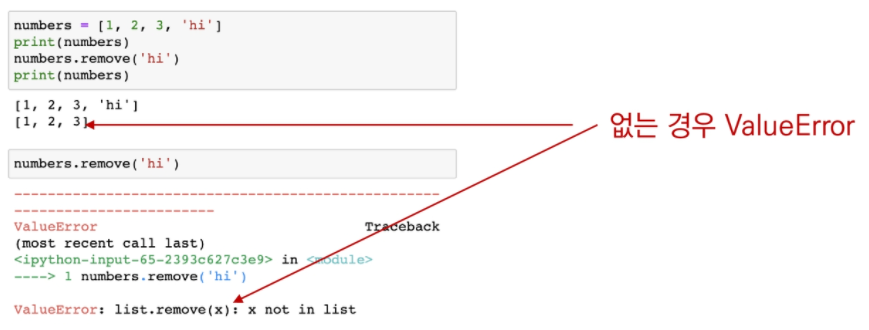 numbers = [1, 2, 3, 'hi']
print(numbers)
numbers.remove('hi')
print(numbers)
[1, 2, 3, 'hi']
[1, 2, 3]
없는 경우 ValueError
numbers.remove('hi')
---------------------------------------------------
------------------------
ValueError                                Traceback
(most recent call last)
<ipython-input-65-2393c627c3e9> in <module>
----> 1 numbers.remove('hi')
ValueError: list.remove(x): x not in list